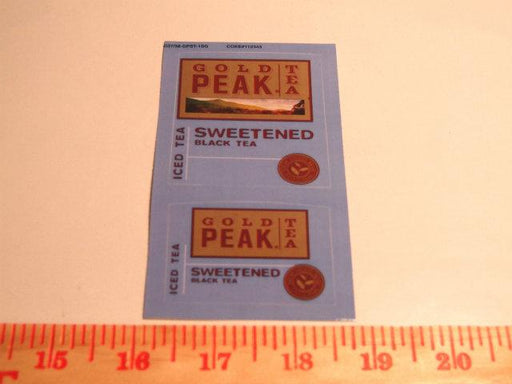 GOLD
PEAK
TEA
ICED TEA
SWEETENED
BLACK TEA
GOLD
PEAK
TEA
ICED TEA
SWEETENED
BLACK TEA
15 16 17 18 19 20